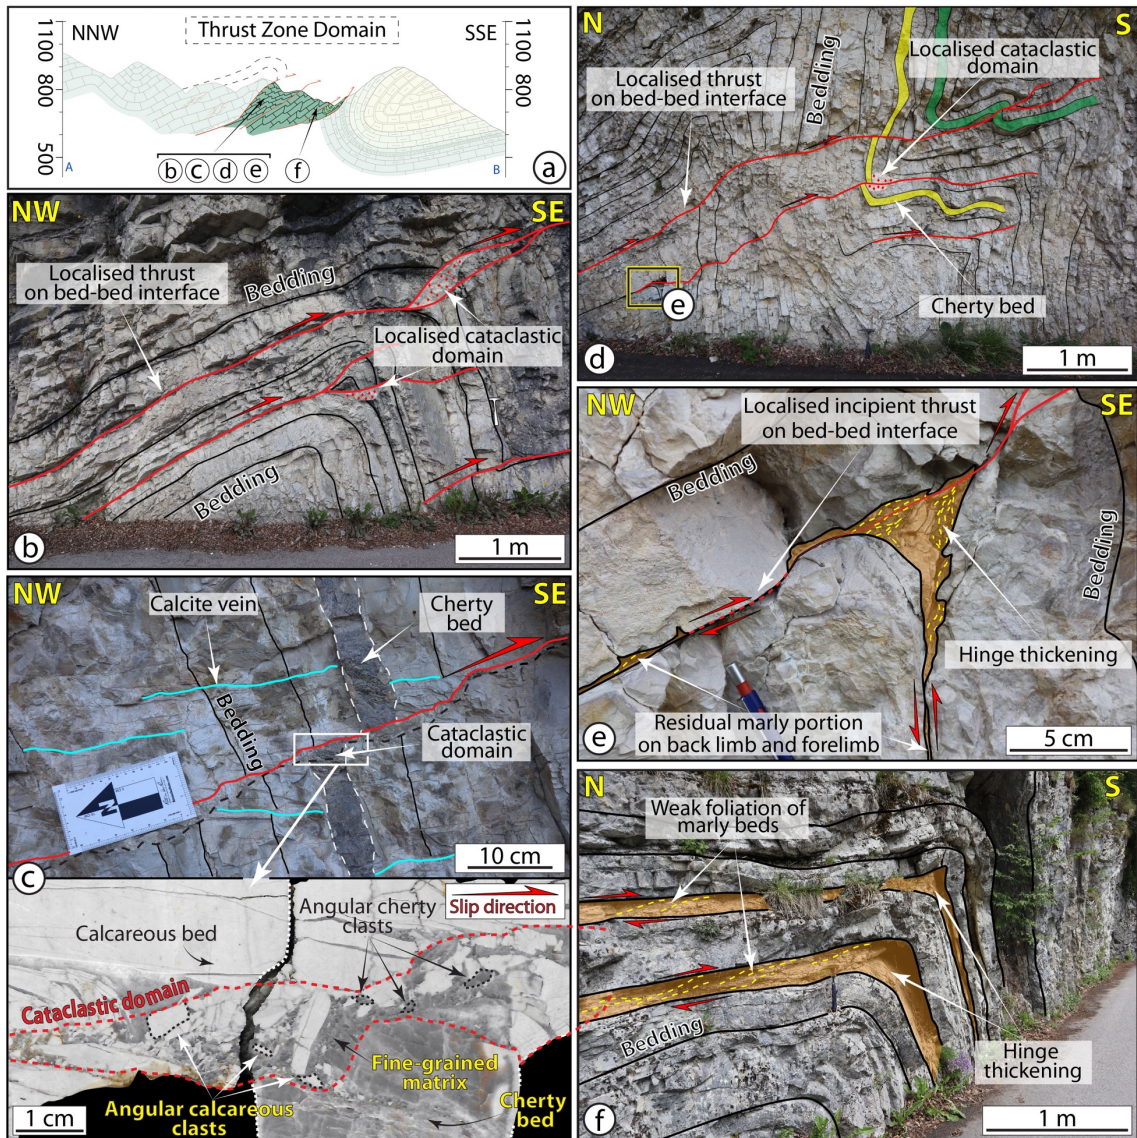 NNW
Thrust Zone Domain
SSE
1100
800
500
1100
800
500
A
B
b c d e f
a
NW
SE
Localised thrust
on bed-bed interface
Bedding
Localised cataclastic
domain
Bedding
b
1 m
N
S
Localised thrust
on bed-bed interface
Bedding
Localised cataclastic
domain
Cherty bed
e
d
1 m
NW
SE
Calcite vein
Cherty
bed
Bedding
Cataclastic
domain
N
10 cm
c
Slip direction
Angular cherty
clasts
Calcareous bed
Cataclastic domain
Fine-grained
matrix
Angular calcareous
clasts
Cherty
bed
1 cm
NW
SE
Localised incipient thrust
on bed-bed interface
Bedding
Bedding
Hinge thickening
Residual marly portion
on back limb and forelimb
e
5 cm
N
S
Weak foliation of
marly beds
Bedding
Hinge
thickening
f
1 m